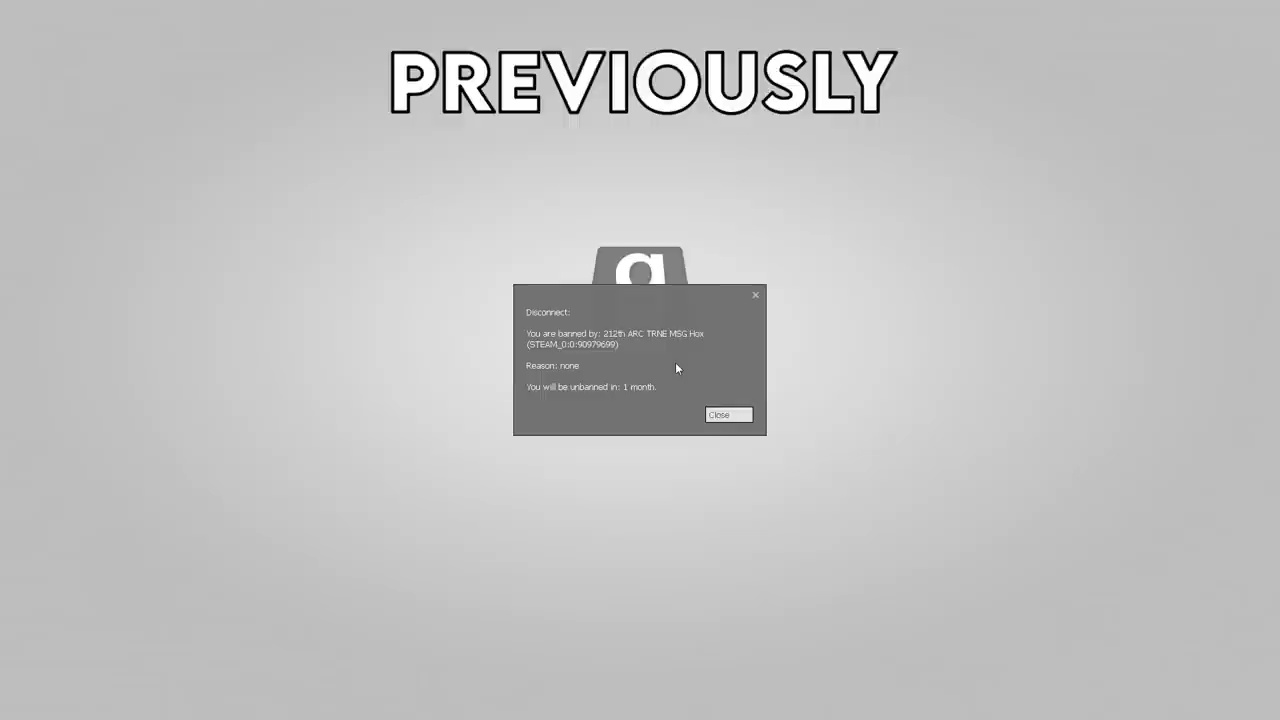 PREVIOUSLY
g
Disconnect:
You are banned by: 212th ARC TRNE MSG Hox
(STEAM_0:0:90979699)
Reason: none
You will be unbanned in: 1 month.
Close